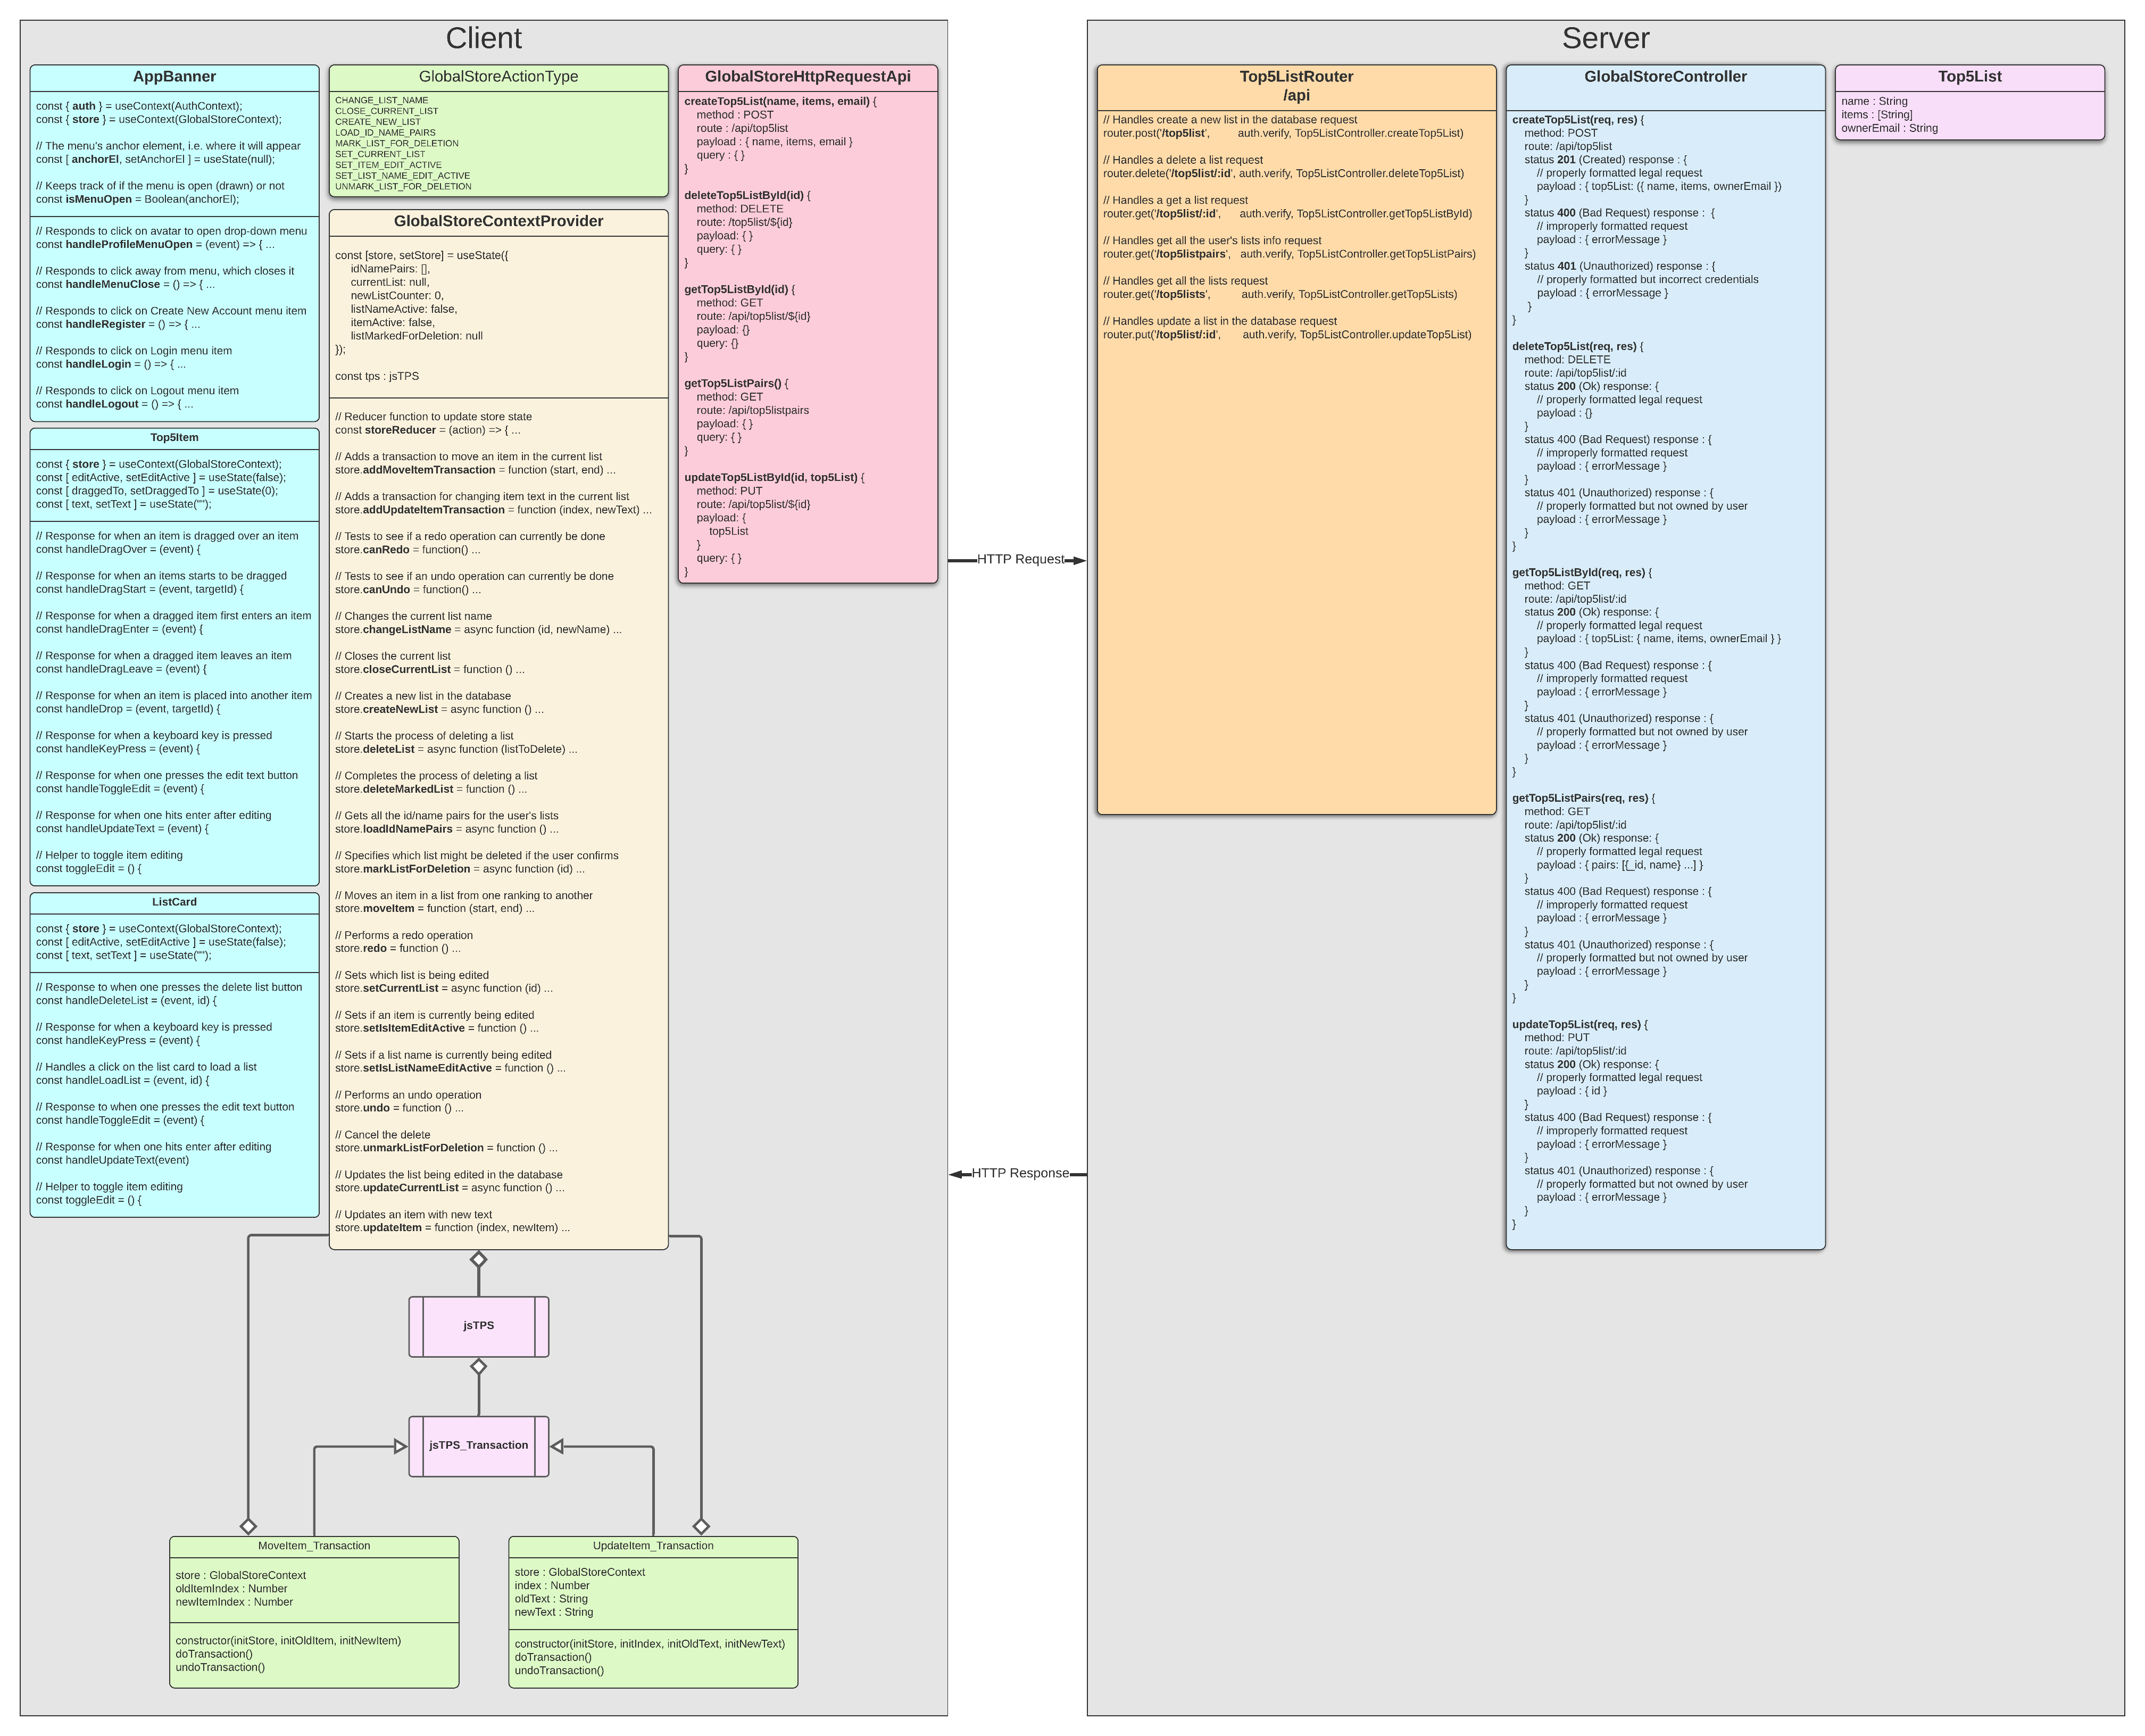 Client
AppBanner
const { auth } = useContext(AuthContext);
const { store } = useContext(GlobalStoreContext);
// The menu's anchor element, i.e. where it will appear
const [ anchorEl, setAnchorEl ] = useState(null);
// Keeps track of if the menu is open (drawn) or not
const isMenuOpen = Boolean(anchorEl);
// Responds to click on avatar to open drop-down menu
const handleProfileMenuOpen = (event) => { ...
// Responds to click away from menu, which closes it
const handleMenuClose = () => { ...
// Responds to click on Create New Account menu item
const handleRegister = () => { ...
// Responds to click on Login menu item
const handleLogin = () => { ...
// Responds to click on Logout menu item
const handleLogout = () => { ...
Top5Item
const { store } = useContext(GlobalStoreContext);
const [ editActive, setEditActive ] = useState(false);
const [ draggedTo, setDraggedTo ] = useState(0);
const [ text, setText ] = useState("");
// Response for when an item is dragged over an item
const handleDragOver = (event) {
// Response for when an items starts to be dragged
const handleDragStart = (event, targetId) {
// Response for when a dragged item first enters an item
const handleDragEnter = (event) {
// Response for when a dragged item leaves an item
const handleDragLeave = (event) {
// Response for when an item is placed into another item
const handleDrop = (event, targetId) {
// Response for when a keyboard key is pressed
const handleKeyPress = (event) {
// Response for when one presses the edit text button
const handleToggleEdit = (event) {
// Response for when one hits enter after editing
const handleUpdateText = (event) {
// Helper to toggle item editing
const toggleEdit = () {
ListCard
const { store } = useContext(GlobalStoreContext);
const [ editActive, setEditActive ] = useState(false);
const [ text, setText ] = useState("");
// Response to when one presses the delete list button
const handleDeleteList = (event, id) {
// Response for when a keyboard key is pressed
const handleKeyPress = (event) {
// Handles a click on the list card to load a list
const handleLoadList = (event, id) {
// Response to when one presses the edit text button
const handleToggleEdit = (event) {
// Response for when one hits enter after editing
const handleUpdateText(event)
// Helper to toggle item editing
const toggleEdit = () {
GlobalStoreActionType
CHANGE_LIST_NAME
CLOSE_CURRENT_LIST
CREATE_NEW_LIST
LOAD_ID_NAME_PAIRS
MARK_LIST_FOR_DELETION
SET_CURRENT_LIST
SET_ITEM_EDIT_ACTIVE
SET_LIST_NAME_EDIT_ACTIVE
UNMARK_LIST_FOR_DELETION
GlobalStoreContextProvider
const [store, setStore] = useState({
idNamePairs: [],
currentList: null,
newListCounter: 0,
listNameActive: false,
itemActive: false,
listMarkedForDeletion: null
});
const tps : jsTPS
// Reducer function to update store state
const storeReducer = (action) => { ...
// Adds a transaction to move an item in the current list
store.addMoveItemTransaction = function (start, end) ...
// Adds a transaction for changing item text in the current list
store.addUpdateItemTransaction = function (index, newText) ...
// Tests to see if a redo operation can currently be done
store.canRedo = function() ...
// Tests to see if an undo operation can currently be done
store.canUndo = function() ...
// Changes the current list name
store.changeListName = async function (id, newName) ...
// Closes the current list
store.closeCurrentList = function () ...
// Creates a new list in the database
store.createNewList = async function () ...
// Starts the process of deleting a list
store.deleteList = async function (listToDelete) ...
// Completes the process of deleting a list
store.deleteMarkedList = function () ...
// Gets all the id/name pairs for the user's lists
store.loadIdNamePairs = async function () ...
// Specifies which list might be deleted if the user confirms
store.markListForDeletion = async function (id) ...
// Moves an item in a list from one ranking to another
store.moveItem = function (start, end) ...
// Performs a redo operation
store.redo = function () ...
// Sets which list is being edited
store.setCurrentList = async function (id) ...
// Sets if an item is currently being edited
store.setIsItemEditActive = function () ...
// Sets if a list name is currently being edited
store.setIsListNameEditActive = function () ...
// Performs an undo operation
store.undo = function () ...
// Cancel the delete
store.unmarkListForDeletion = function () ...
// Updates the list being edited in the database
store.updateCurrentList = async function () ...
// Updates an item with new text
store.updateItem = function (index, newItem) ...
GlobalStoreHttpRequestApi
createTop5List(name, items, email) {
method : POST
route : /api/top5list
payload : { name, items, email }
query : { }
}
deleteTop5ListById(id) {
method: DELETE
route: /top5list/${id}
payload: { }
query: { }
}
getTop5ListById(id) {
method: GET
route: /api/top5list/${id}
payload: {}
query: {}
}
getTop5ListPairs() {
method: GET
route: /api/top5listpairs
payload: { }
query: { }
}
updateTop5ListById(id, top5List) {
method: PUT
route: /api/top5list/${id}
payload: {
top5List
}
query: { }
}
jsTPS
jsTPS_Transaction
MoveItem_Transaction
store : GlobalStoreContext
oldItemIndex : Number
newItemIndex : Number
constructor(initStore, initOldItem, initNewItem)
doTransaction()
undoTransaction()
UpdateItem_Transaction
store : GlobalStoreContext
index : Number
oldText : String
newText : String
constructor(initStore, initIndex, initOldText, initNewText)
doTransaction()
undoTransaction()
HTTP Request
HTTP Response
Server
Top5ListRouter
/api
// Handles create a new list in the database request
router.post('/top5list', auth.verify, Top5ListController.createTop5List)
// Handles a delete a list request
router.delete('/top5list/:id', auth.verify, Top5ListController.deleteTop5List)
// Handles a get a list request
router.get('/top5list/:id', auth.verify, Top5ListController.getTop5ListById)
// Handles get all the user's lists info request
router.get('/top5listpairs', auth.verify, Top5ListController.getTop5ListPairs)
// Handles get all the lists request
router.get('/top5lists', auth.verify, Top5ListController.getTop5Lists)
// Handles update a list in the database request
router.put('/top5list/:id', auth.verify, Top5ListController.updateTop5List)
GlobalStoreController
createTop5List(req, res) {
method: POST
route: /api/top5list
status 201 (Created) response : {
// properly formatted legal request
payload : { top5List: ({ name, items, ownerEmail })
}
status 400 (Bad Request) response : {
// improperly formatted request
payload : { errorMessage }
}
status 401 (Unauthorized) response : {
// properly formatted but incorrect credentials
payload : { errorMessage }
}
}
deleteTop5List(req, res) {
method: DELETE
route: /api/top5list/:id
status 200 (Ok) response: {
// properly formatted legal request
payload : {}
}
status 400 (Bad Request) response : {
// improperly formatted request
payload : { errorMessage }
}
status 401 (Unauthorized) response : {
// properly formatted but not owned by user
payload : { errorMessage }
}
}
getTop5ListById(req, res) {
method: GET
route: /api/top5list/:id
status 200 (Ok) response: {
// properly formatted legal request
payload : { top5List: { name, items, ownerEmail } }
}
status 400 (Bad Request) response : {
// improperly formatted request
payload : { errorMessage }
}
status 401 (Unauthorized) response : {
// properly formatted but not owned by user
payload : { errorMessage }
}
}
getTop5ListPairs(req, res) {
method: GET
route: /api/top5list/:id
status 200 (Ok) response: {
// properly formatted legal request
payload : { pairs: [{_id, name} ...] }
}
status 400 (Bad Request) response : {
// improperly formatted request
payload : { errorMessage }
}
status 401 (Unauthorized) response : {
// properly formatted but not owned by user
payload : { errorMessage }
}
}
updateTop5List(req, res) {
method: PUT
route: /api/top5list/:id
status 200 (Ok) response: {
// properly formatted legal request
payload : { id }
}
status 400 (Bad Request) response : {
// improperly formatted request
payload : { errorMessage }
}
status 401 (Unauthorized) response : {
// properly formatted but not owned by user
payload : { errorMessage }
}
}
Top5List
name : String
items : [String]
ownerEmail : String